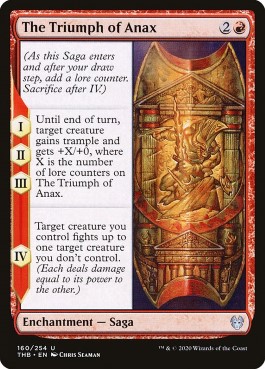 The Triumph of Anax 2
(As this Saga enters
and after your draw
step, add a lore counter.
Sacrifice after IV.)
I
II
III
Until end of turn,
target creature
gains trample and
gets +X/+0, where
X is the number
of lore counters on
The Triumph of
Anax.
IV
Target creature you
control fights up to one
target creature
you don't control.
(Each deals damage
equal to its power to
the other.)
Enchantment — Saga
160/254 U
THB • EN Chris Seaman
™ & © 2020 Wizards of the Coast